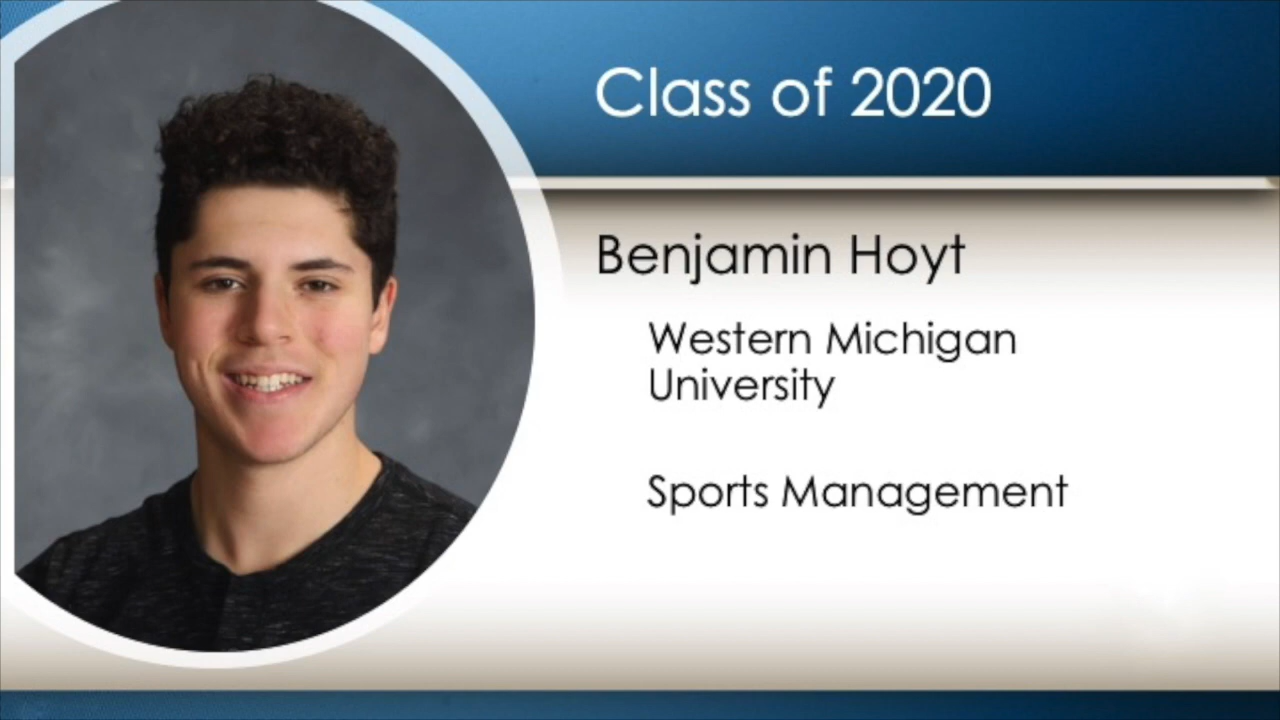 Class of 2020
Benjamin Hoyt
Western Michigan
University
Sports Management